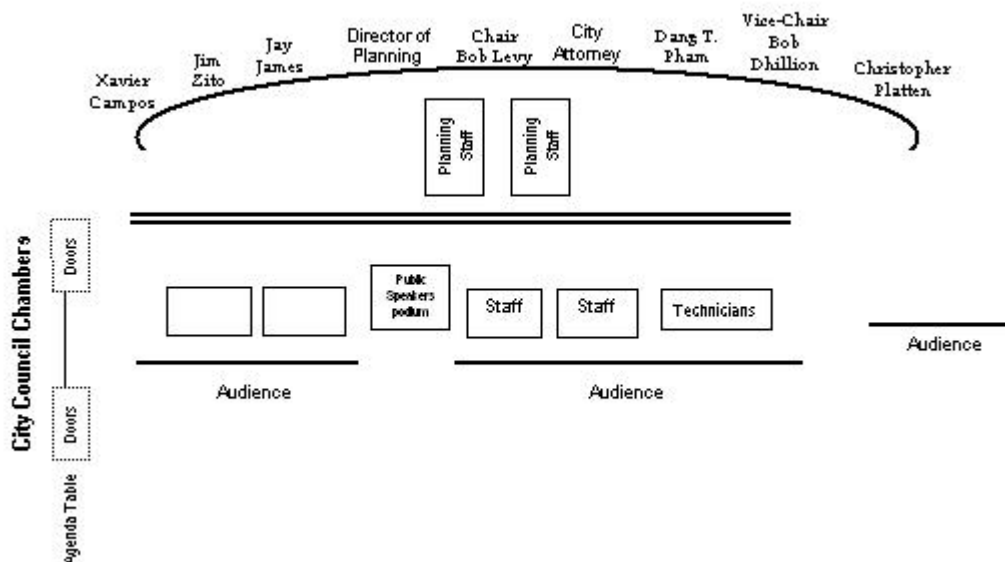 Xavier
Campos
Jim
Zito
Jay
James
Director of
Planning
Chair
Bob Levy
City
Attorney
Dang T.
Pham
Vice-Chair
Bob
Dhillion
Christopher
Platten
Planning
Staff
Planning
Staff
City Council Chambers
Doors
Public
Speakers
podium
Staff
Staff
Technicians
Audience
Audience
Audience
Doors
Agenda Table